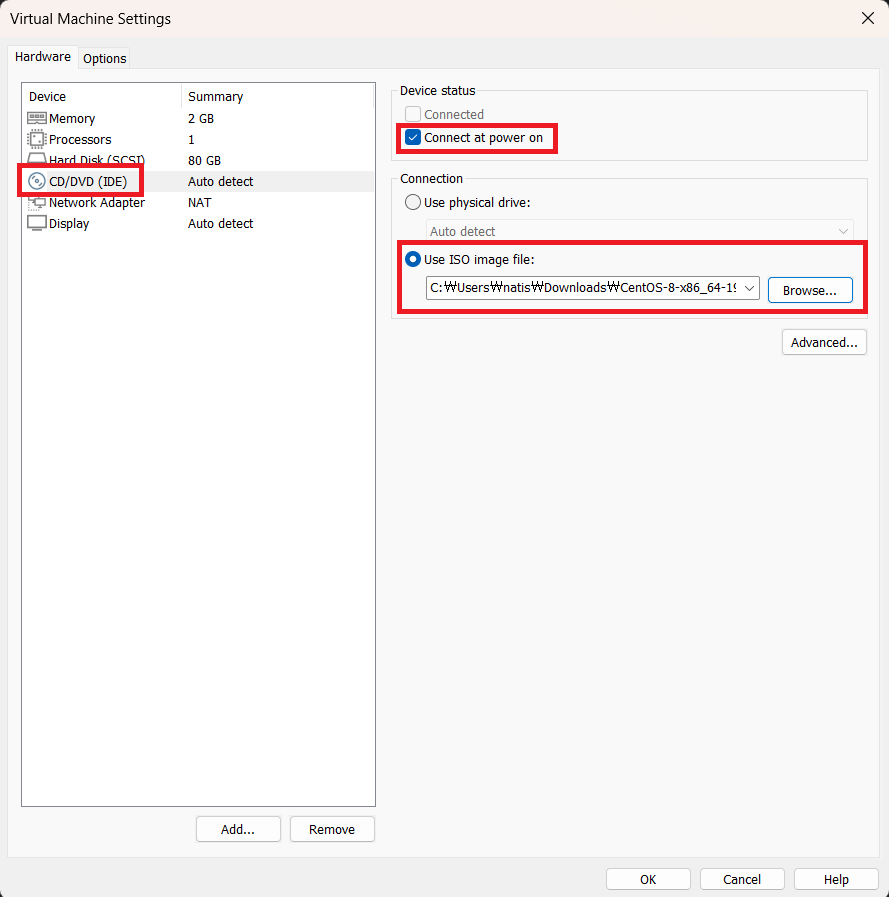 Virtual Machine Settings
Hardware Options
Device Summary
Memory 2 GB
Processors 1
Hard Disk (SCSI) 80 GB
CD/DVD (IDE) Auto detect
Network Adapter NAT
Display Auto detect
Add... Remove
Device status
Connected
Connect at power on
Connection
Use physical drive:
Auto detect
Use ISO image file:
C:₩Users₩natis₩Downloads₩CentOS-8-x86_64-19 Browse...
Advanced...
OK Cancel Help